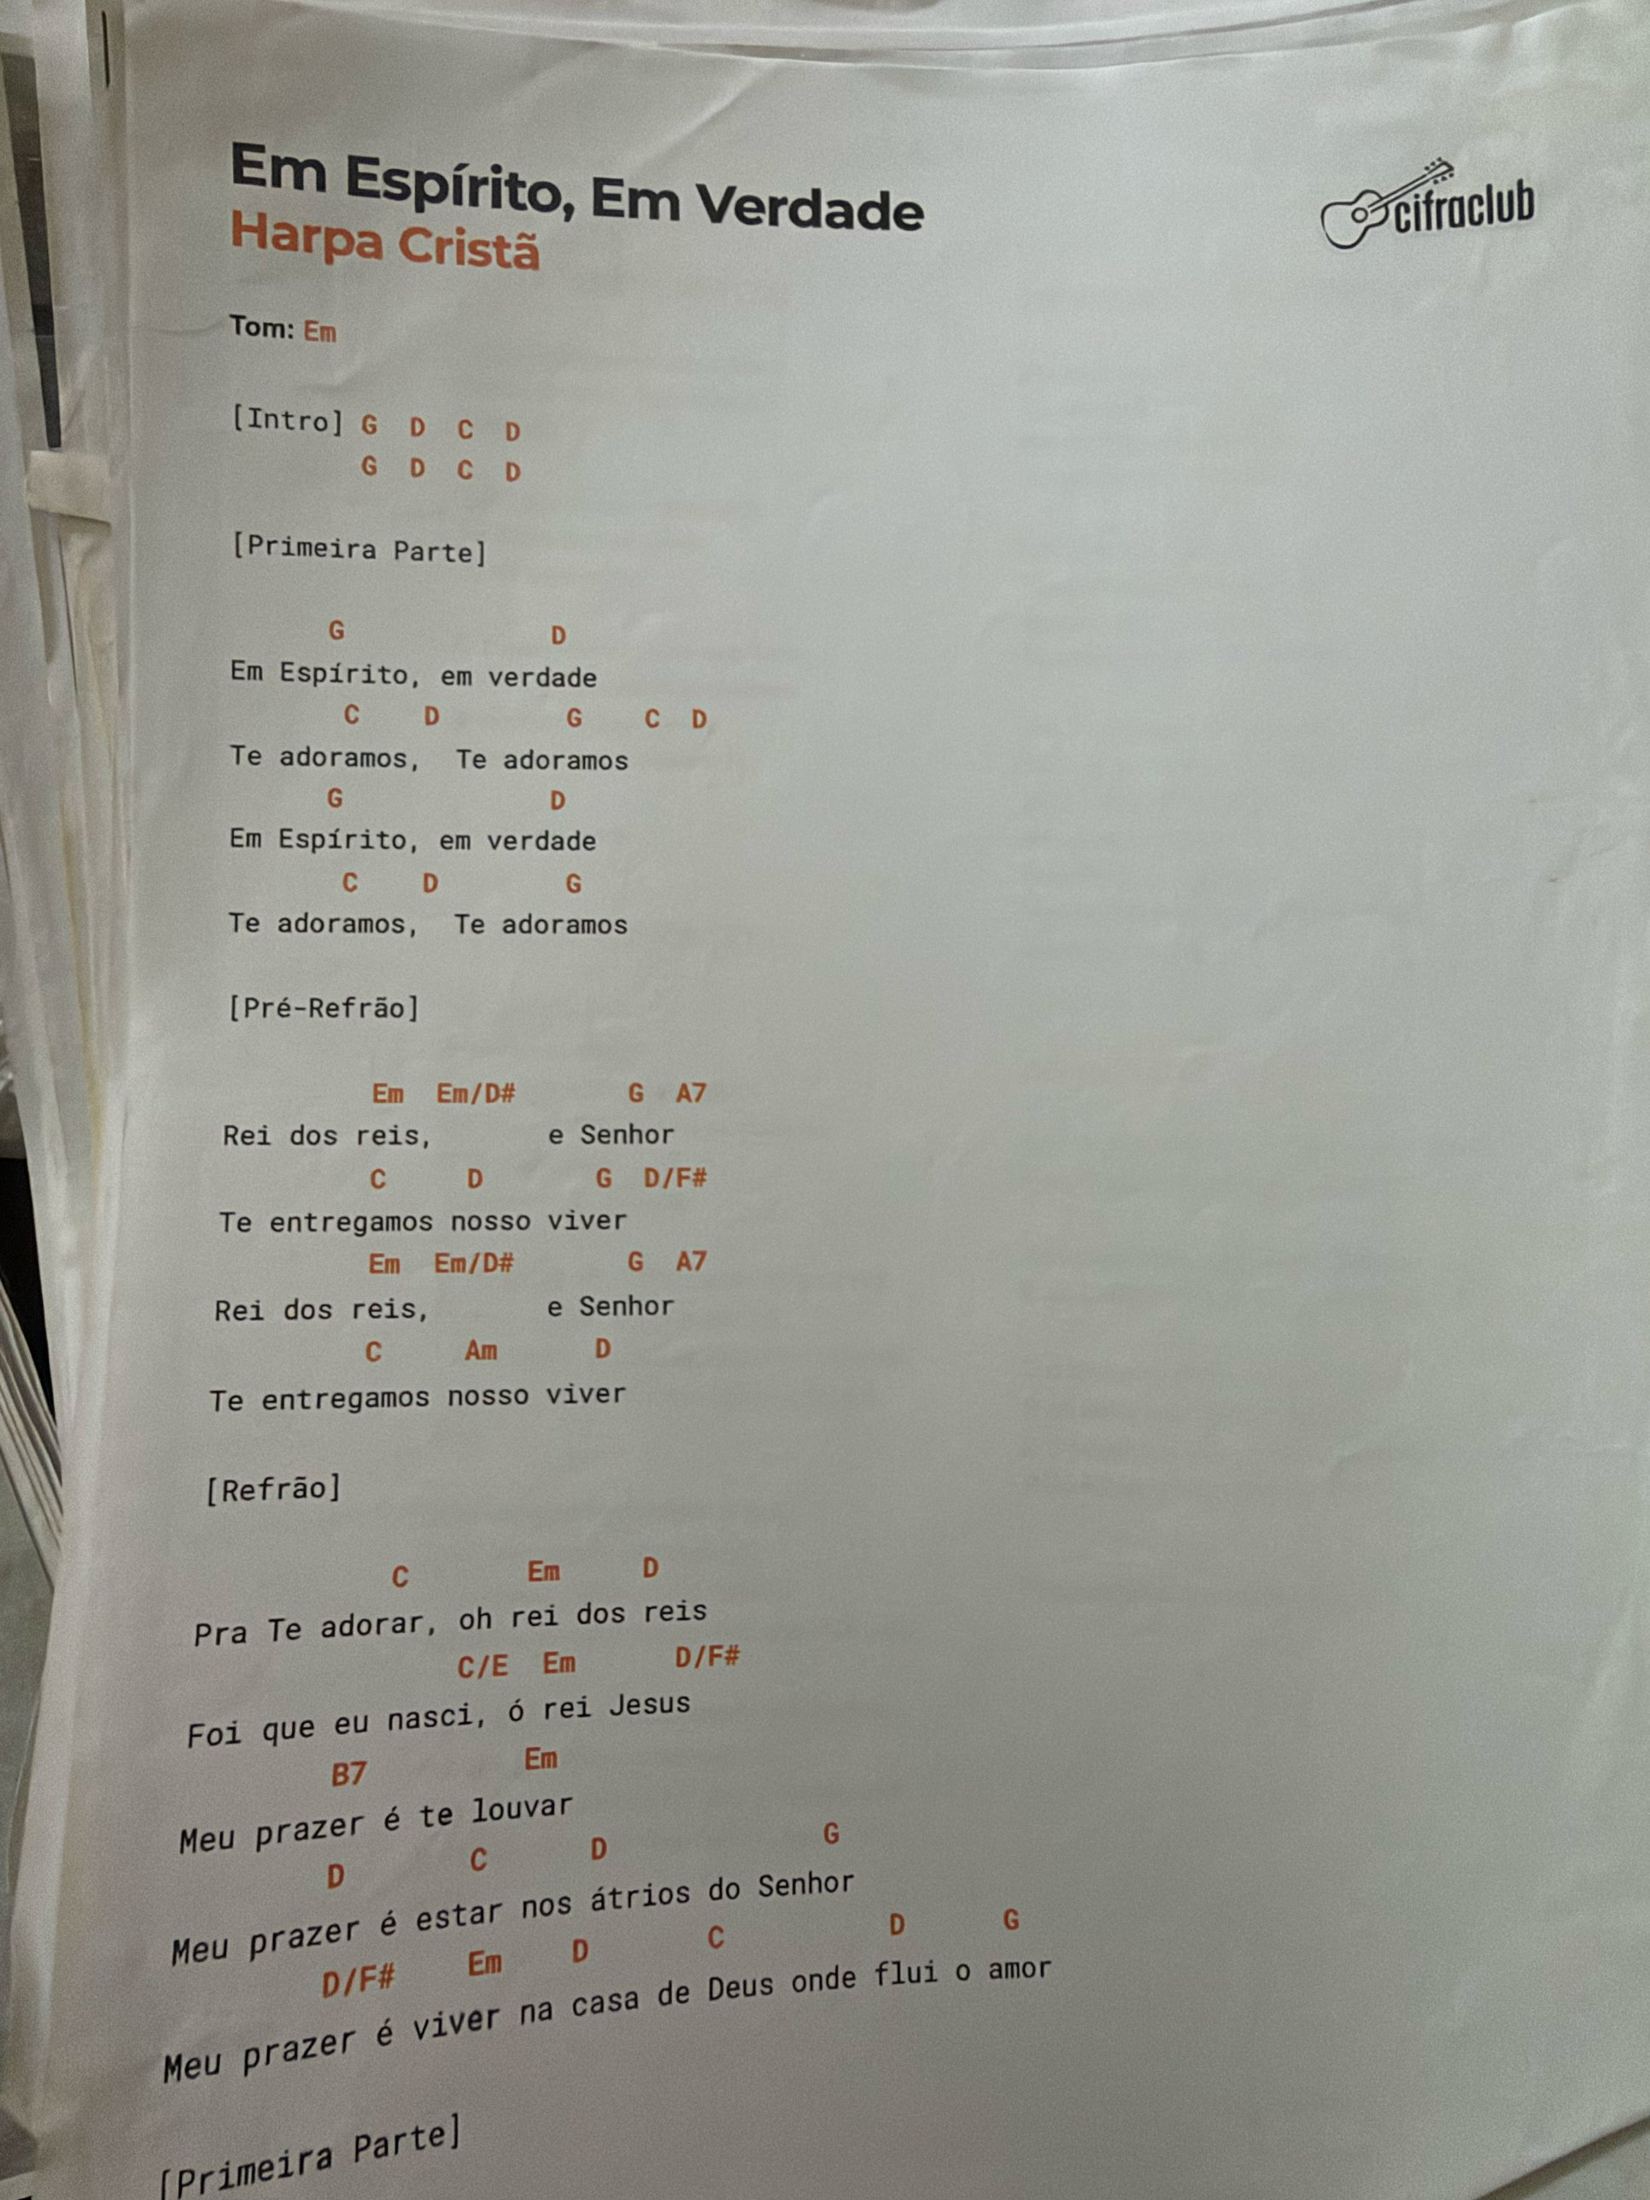 Em Espírito, Em Verdade
Harpa Cristã
cifraclub
Tom: Em
[Intro] G D C D
G D C D
[Primeira Parte]
G D
Em Espírito, em verdade
C D G C D
Te adoramos, Te adoramos
G D
Em Espírito, em verdade
C D G
Te adoramos, Te adoramos
[Pré-Refrão]
Em Em/D# G A7
Rei dos reis, e Senhor
C D G D/F#
Te entregamos nosso viver
Em Em/D# G A7
Rei dos reis, e Senhor
C Am D
Te entregamos nosso viver
[Refrão]
C Em D
Pra Te adorar, oh rei dos reis
C/E Em D/F#
Foi que eu nasci, ó rei Jesus
B7 Em
Meu prazer é te louvar
D C D G
Meu prazer é estar nos átrios do Senhor
D/F# Em D C D G
Meu prazer é viver na casa de Deus onde flui o amor
[Primeira Parte]